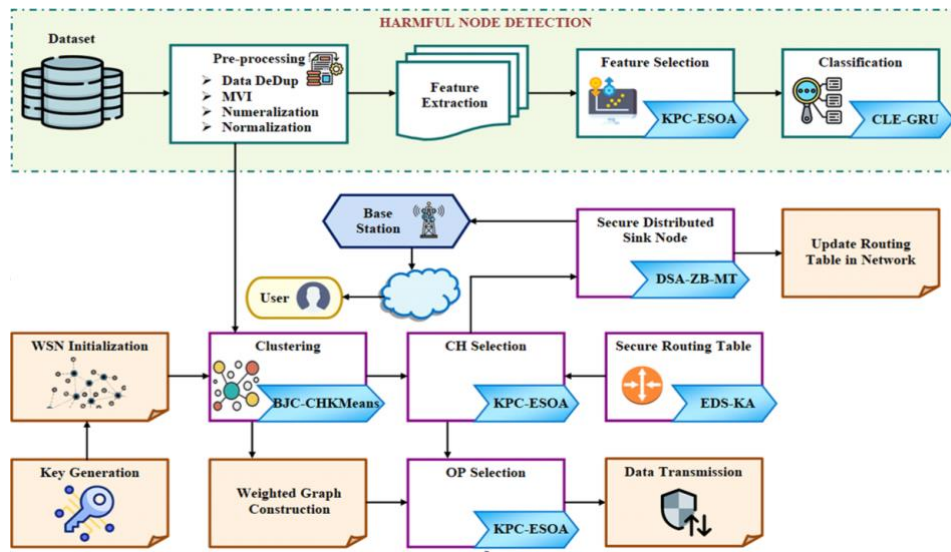 HARMFUL NODE DETECTION
Dataset
Pre-processing
➢ Data DeDup
➢ MVI
➢ Numeralization
➢ Normalization
Feature
Extraction
Feature Selection
KPC-ESOA
Classification
CLE-GRU
Base
Station
User
Secure Distributed
Sink Node
DSA-ZB-MT
Update Routing
Table in Network
WSN Initialization
Clustering
BJC-CHKMeans
CH Selection
KPC-ESOA
Secure Routing Table
EDS-KA
Key Generation
Weighted Graph
Construction
OP Selection
KPC-ESOA
Data Transmission